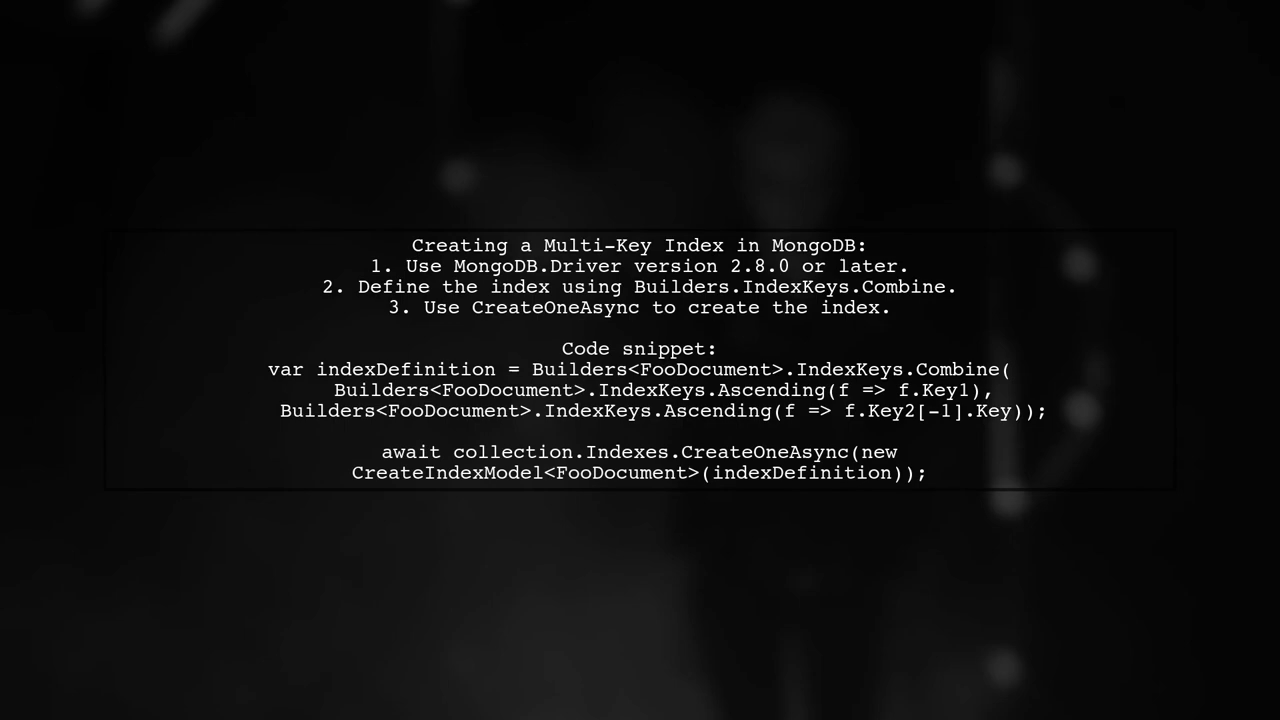 Creating a Multi-Key Index in MongoDB:
1. Use MongoDB.Driver version 2.8.0 or later.
2. Define the index using Builders.IndexKeys.Combine.
3. Use CreateOneAsync to create the index.
Code snippet:
var indexDefinition = Builders<FooDocument>.IndexKeys.Combine(
Builders<FooDocument>.IndexKeys.Ascending(f => f.Key1),
Builders<FooDocument>.IndexKeys.Ascending(f => f.Key2[-1].Key));
await collection.Indexes.CreateOneAsync(new
CreateIndexModel<FooDocument>(indexDefinition));